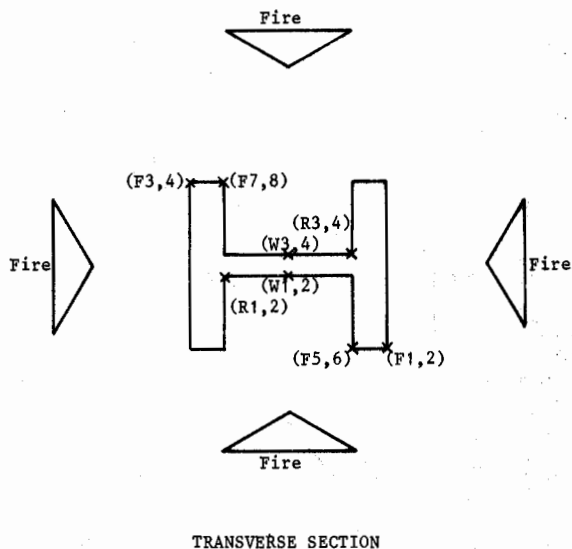 Fire
(F3,4)
(F7,8)
(R3,4)
(W3,4)
Fire
Fire
(W1,2)
(R1,2)
(F5,6)
(F1,2)
Fire
TRANSVERSE SECTION